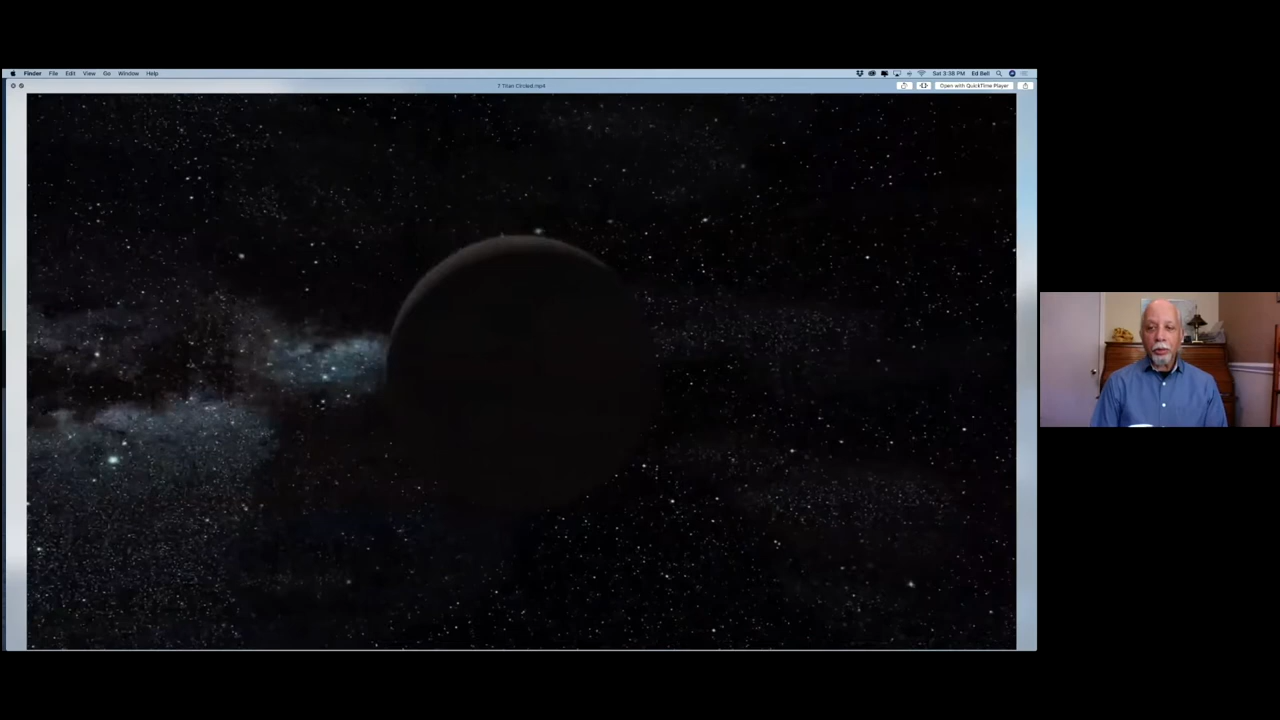 Finder File Edit View Go Window Help Sat 3:38 PM Ed Bell
7 Titan Circled.mp4 Open with QuickTime Player